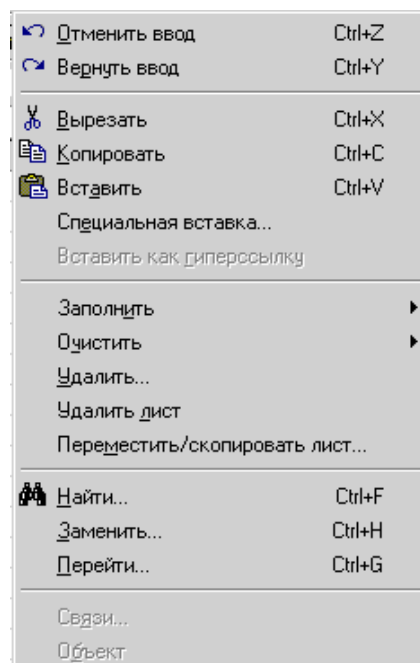 Отменить ввод Ctrl+Z
Вернуть ввод Ctrl+Y
Вырезать Ctrl+X
Копировать Ctrl+C
Вставить Ctrl+V
Специальная вставка...
Вставить как гиперссылку
Заполнить
Очистить
Удалить...
Удалить лист
Переместить/скопировать лист...
Найти... Ctrl+F
Заменить... Ctrl+H
Перейти... Ctrl+G
Связи...
Объект